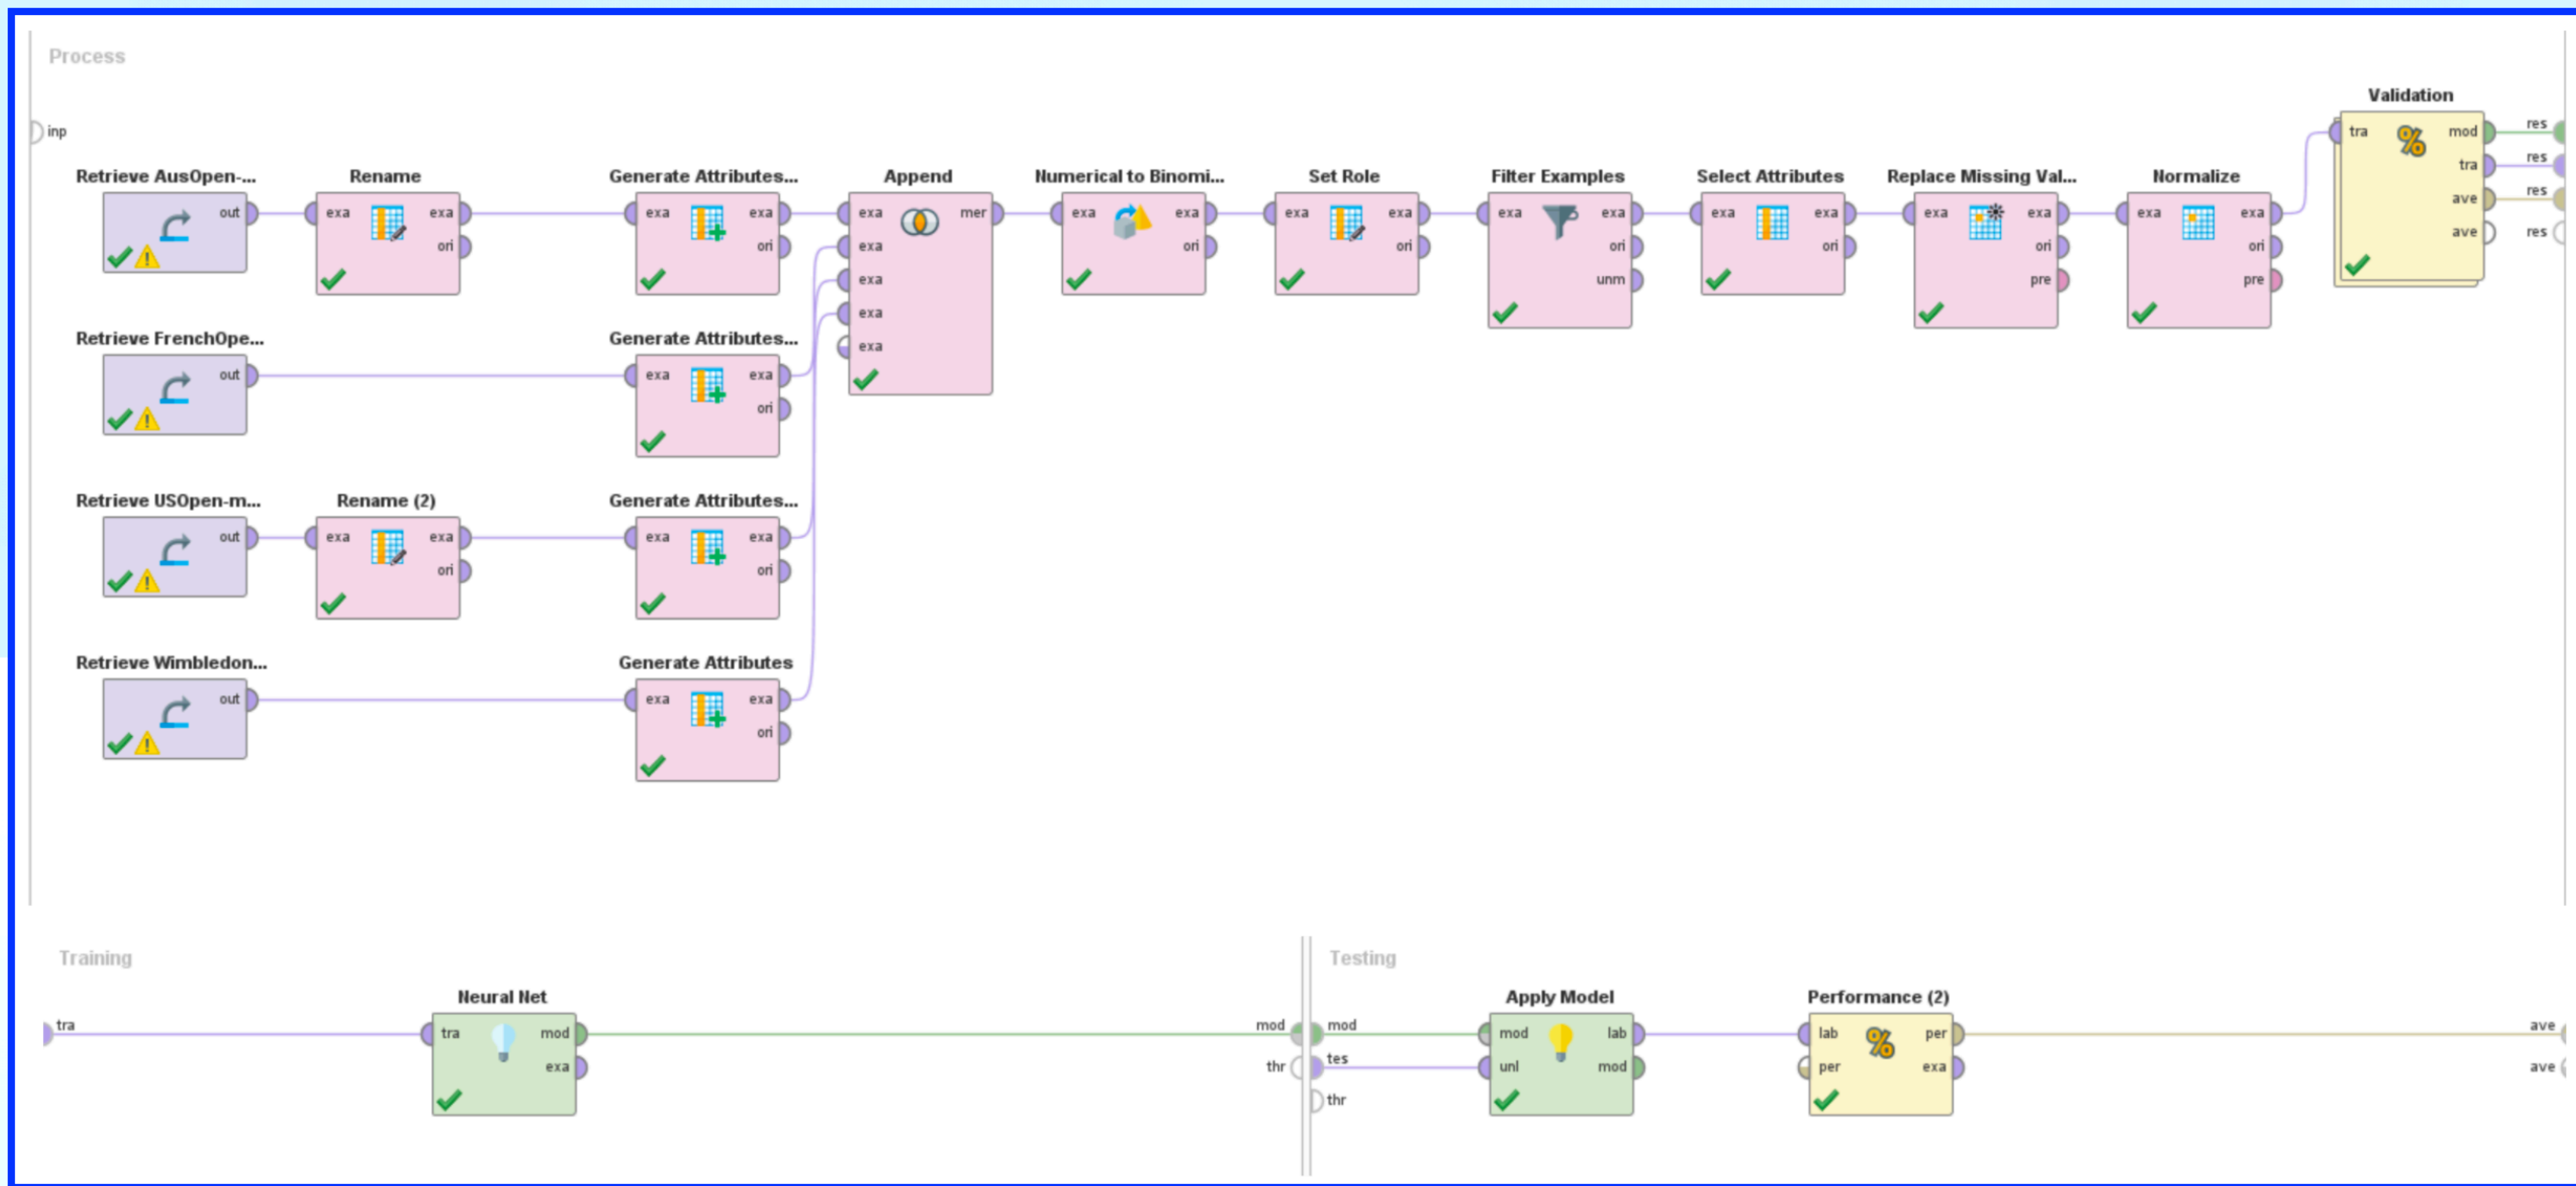 Process
inp
Validation
tra mod res
tra res
ave res
ave res
Retrieve AusOpen-... Rename Generate Attributes... Append Numerical to Binomi... Set Role Filter Examples Select Attributes Replace Missing Val... Normalize
out exa exa exa exa exa mer exa exa exa exa exa exa exa exa exa exa exa exa
ori ori exa ori ori ori ori ori ori
exa unm pre pre
exa
exa
Retrieve FrenchOpe... Generate Attributes...
out exa exa
ori
Retrieve USOpen-m... Rename (2) Generate Attributes...
out exa exa exa exa
ori ori
Retrieve Wimbledon... Generate Attributes
out exa exa
ori
Training Testing
Neural Net Apply Model Performance (2)
tra tra mod mod mod mod lab lab per ave
exa thr tes unl mod per exa ave
thr